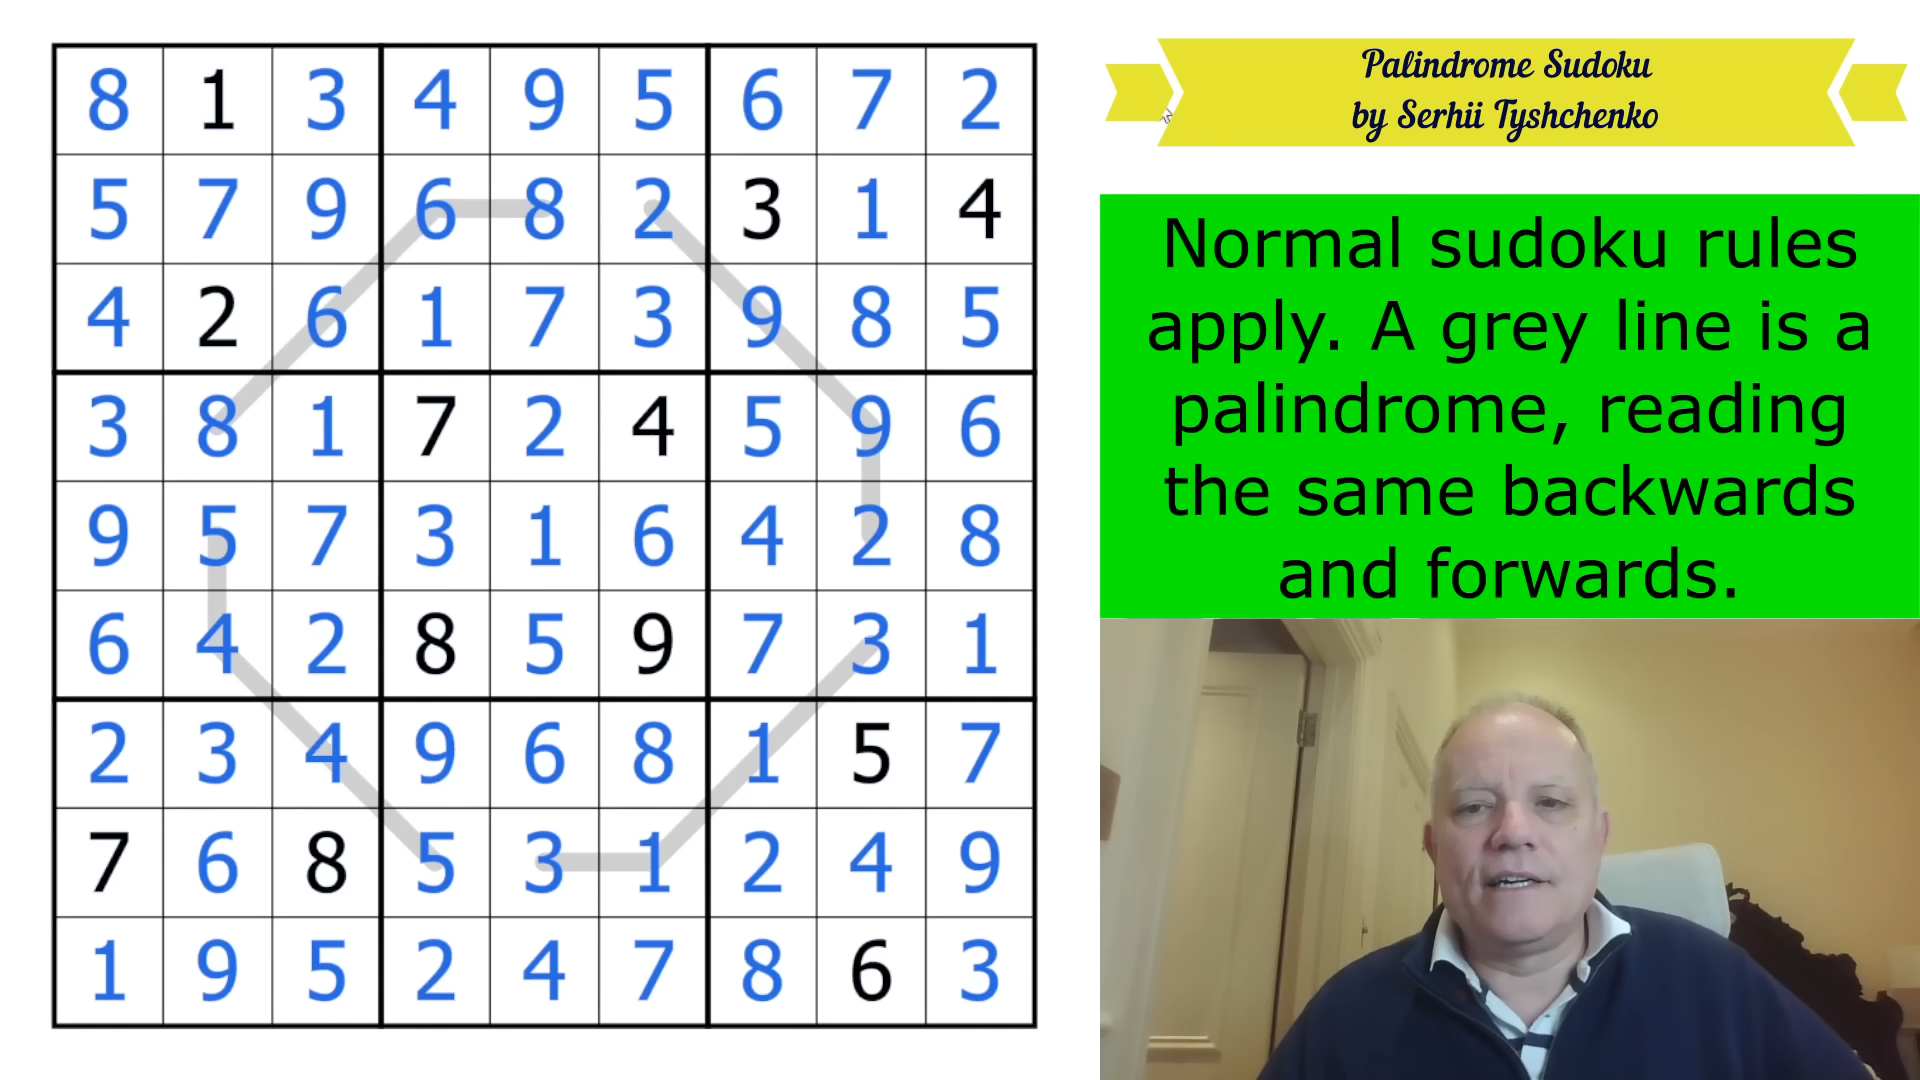 8 1 3 4 9 5 6 7 2
5 7 9 6 8 2 3 1 4
4 2 6 1 7 3 9 8 5
3 8 1 7 2 4 5 9 6
9 5 7 3 1 6 4 2 8
6 4 2 8 5 9 7 3 1
2 3 4 9 6 8 1 5 7
7 6 8 5 3 1 2 4 9
1 9 5 2 4 7 8 6 3
Palindrome Sudoku
by Serhii Tyshchenko
Normal sudoku rules
apply. A grey line is a
palindrome, reading
the same backwards
and forwards.